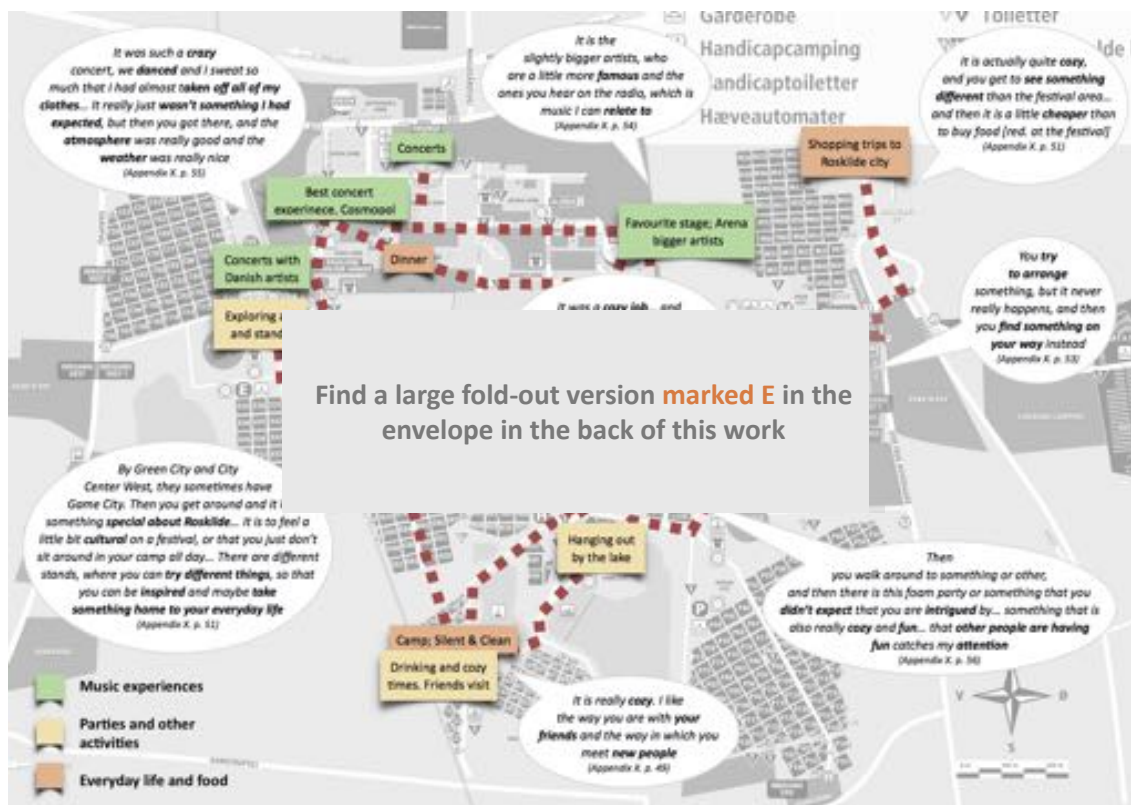 Garderobe
Toiletter
Handicapcamping
Handicaptoiletter
Hæveautomater
lde
It was such a crazy
concert, we danced and I sweat so
much that I had almost taken off all of my
clothes... It really just wasn't something I had
expected, but then you got there, and the
atmosphere was really good and the
weather was really nice
(Appendix X. p. 55)
It is the
slightly bigger artists, who
are a little more famous and the
ones you hear on the radio, which is
music I can relate to
(Appendix X. p. 54)
It is actually quite cozy,
and you get to see something
different than the festival area...
and then it is a little cheaper than
to buy food [red. at the festival]
(Appendix X. p. 51)
Concerts
Shopping trips to
Roskilde city
Best concert
experinece. Cosmopol
Favourite stage; Arena
bigger artists
Concerts with
Danish artists
Dinner
Exploring
and stand
It was a cozy job... and
You try
to arrange
something, but it never
really happens, and then
you find something on
your way instead
(Appendix X. p. 53)
Find a large fold-out version marked E in the
envelope in the back of this work
By Green City and City
Center West, they sometimes have
Game City. Then you get around and it
something special about Roskilde... It is to feel a
little bit cultural on a festival, or that you just don't
sit around in your camp all day... There are different
stands, where you can try different things, so that
you can be inspired and maybe take
something home to your everyday life
(Appendix X. p. 51)
Hanging out
by the lake
Then
you walk around to something or other,
and then there is this foam party or something that you
didn't expect that you are intrigued by... something that is
also really cozy and fun... that other people are having
fun catches my attention
(Appendix X. p. 56)
Camp; Silent & Clean
Drinking and cozy
times. Friends visit
It is really cozy. I like
the way you are with your
friends and the way in which you
meet new people
(Appendix X. p. 49)
Music experiences
Parties and other
activities
Everyday life and food
E
P
V
Ø
S